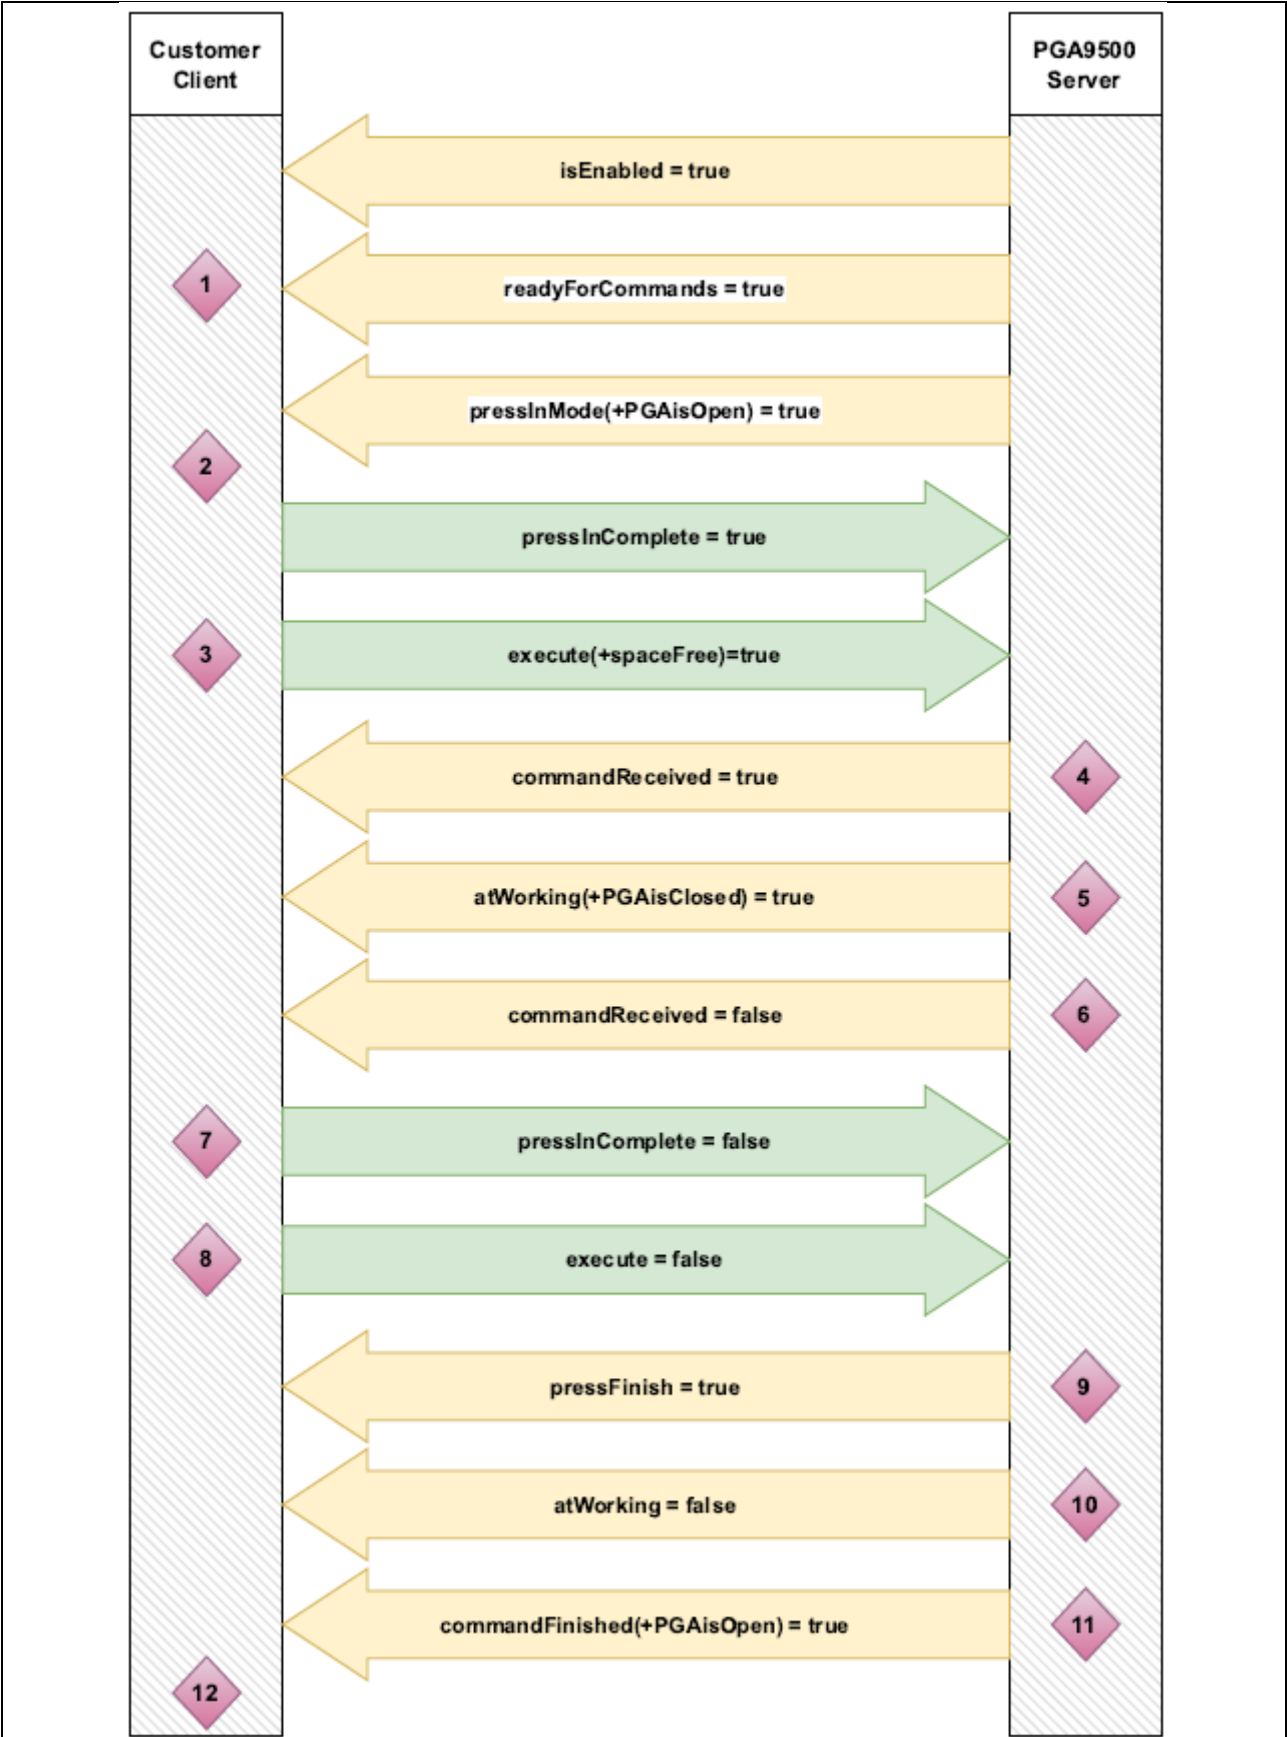 Customer
Client
PGA9500
Server
isEnabled = true
1
readyForCommands = true
pressInMode(+PGAisOpen) = true
2
pressInComplete = true
3
execute(+spaceFree)=true
commandReceived = true
4
atWorking(+PGAisClosed) = true
5
commandReceived = false
6
7
pressInComplete = false
8
execute = false
pressFinish = true
9
atWorking = false
10
commandFinished(+PGAisOpen) = true
11
12